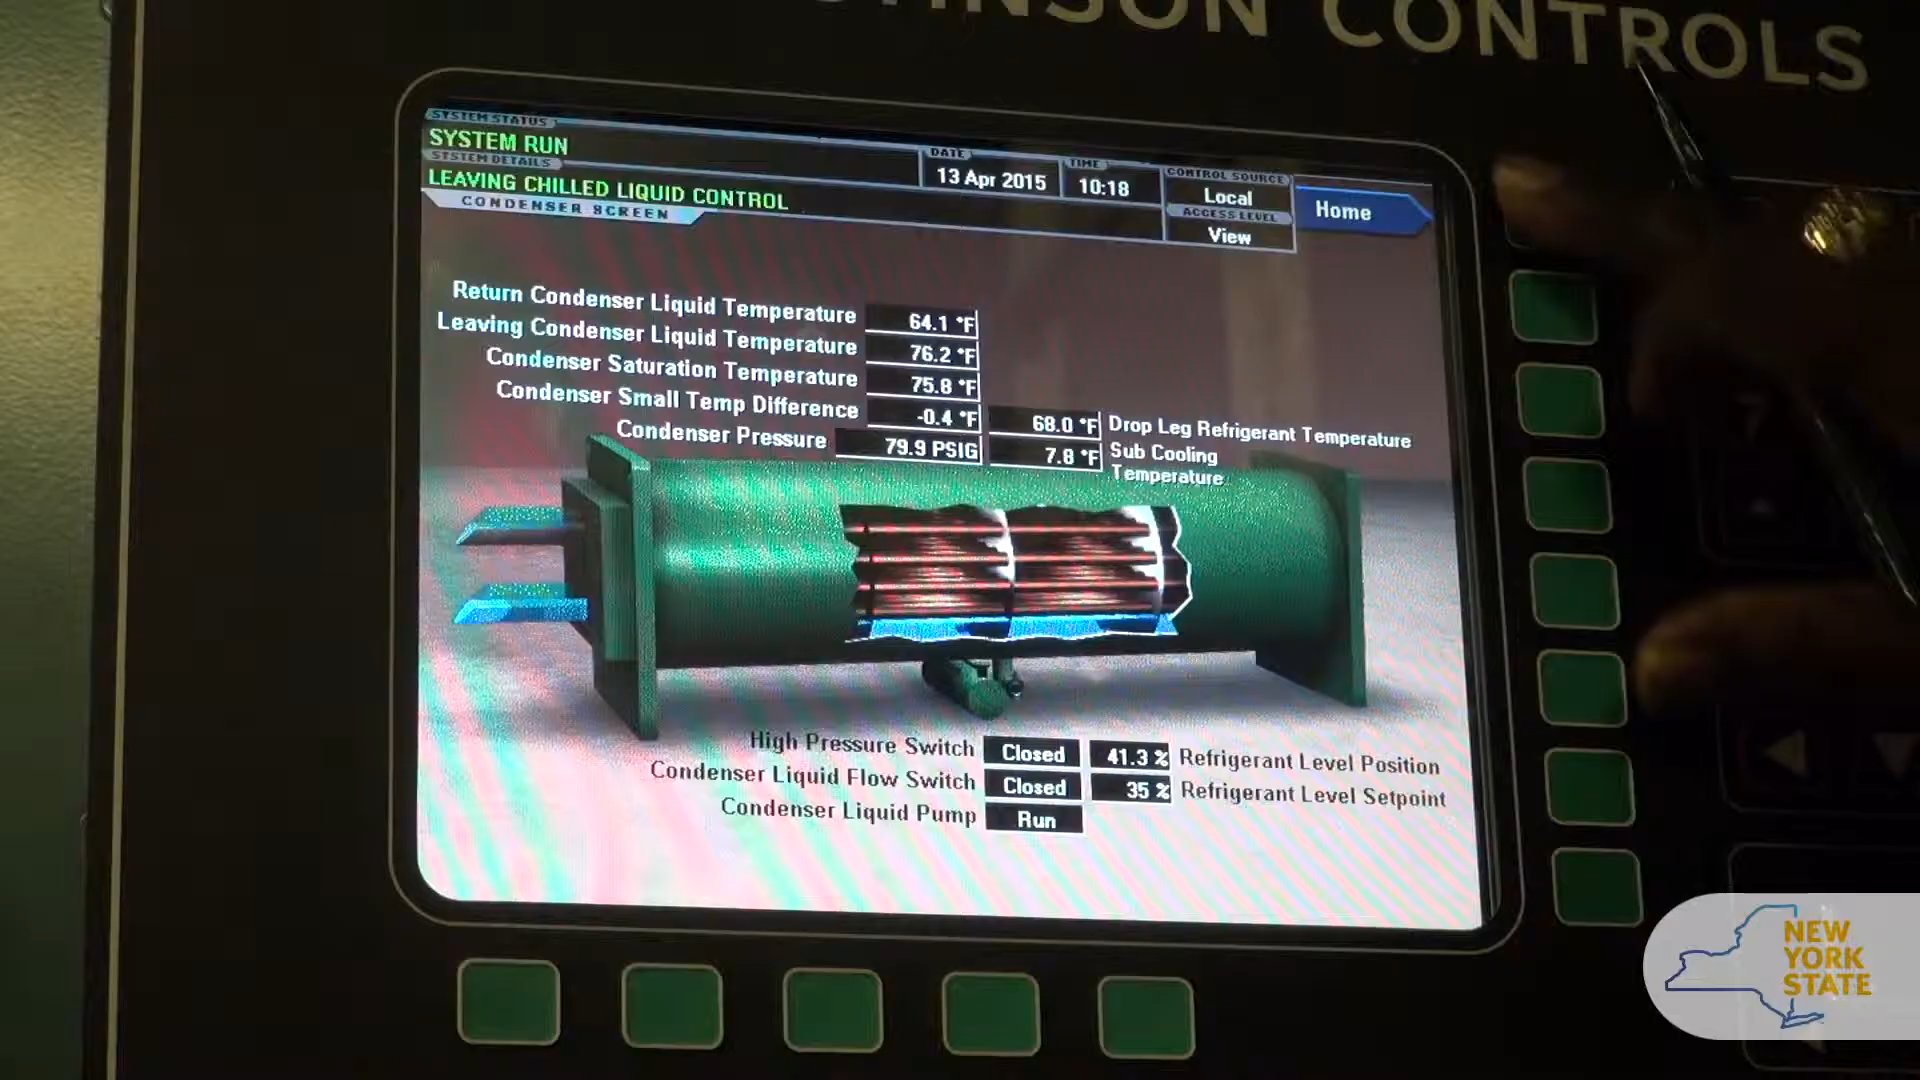 CONTROLS
SYSTEM STATUS
SYSTEM RUN
SYSTEM DETAILS
LEAVING CHILLED LIQUID CONTROL
CONDENSER SCREEN
DATE
13 Apr 2015
TIME
10:18
CONTROL SOURCE
Local
ACCESS LEVEL
View
Home
Return Condenser Liquid Temperature 64.1 °F
Leaving Condenser Liquid Temperature 76.2 °F
Condenser Saturation Temperature 75.8 °F
Condenser Small Temp Difference -0.4 °F
68.0 °F Drop Leg Refrigerant Temperature
Condenser Pressure 79.9 PSIG
7.8 °F Sub Cooling
Temperature
High Pressure Switch Closed
41.3 % Refrigerant Level Position
Condenser Liquid Flow Switch Closed
35 % Refrigerant Level Setpoint
Condenser Liquid Pump Run
NEW
YORK
STATE